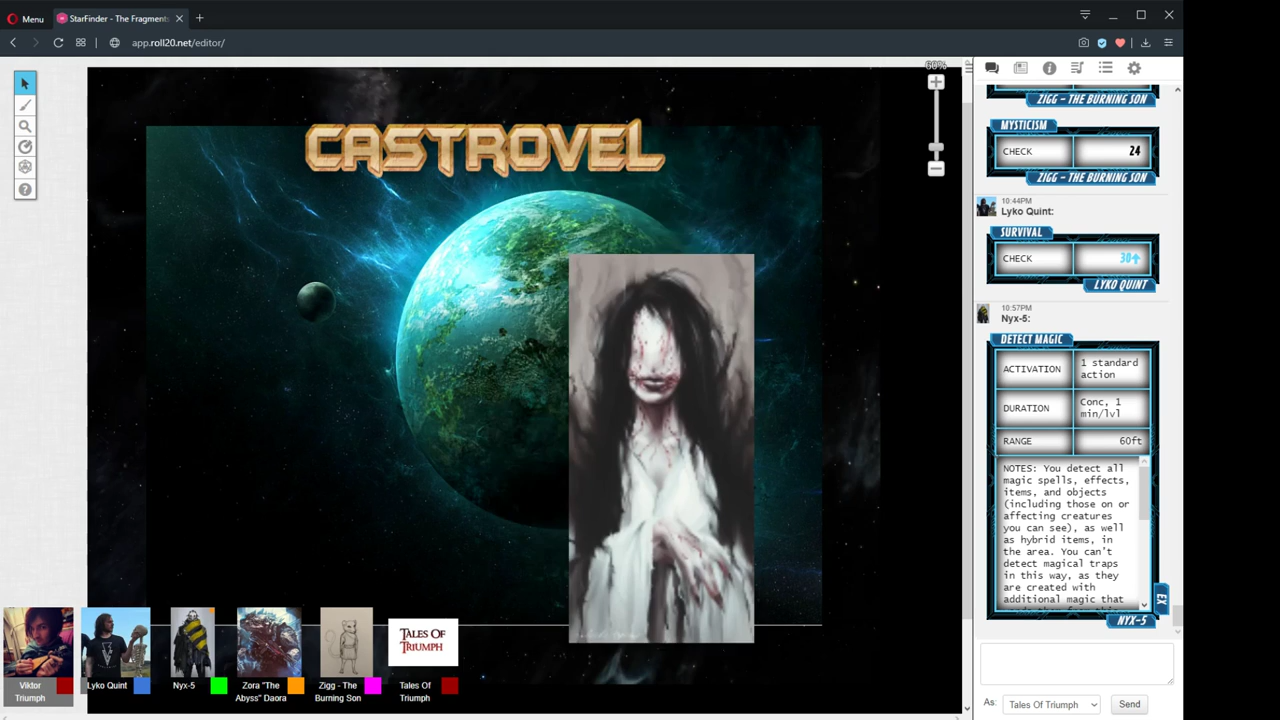 Menu
StarFinder - The Fragment
app.roll20.net/editor/
60%
CASTROVEL
ZIGG - THE BURNING SON
MYSTICISM
CHECK
24
ZIGG - THE BURNING SON
10:44PM
Lyko Quint:
SURVIVAL
CHECK
30
LYKO QUINT
10:57PM
Nyx-5:
DETECT MAGIC
ACTIVATION
1 standard
action
DURATION
Conc, 1
min/lvl
RANGE
60ft
NOTES: You detect all
magic spells, effects,
items, and objects
(including those on or
affecting creatures
you can see), as well
as hybrid items, in
the area. You can't
detect magical traps
in this way, as they
are created with
additional magic that
EX
NYX-5
TALES OF
TRIUMPH
Viktor
Triumph
Lyko Quint
Nyx-5
Zora "The
Abyss" Daora
Zigg - The
Burning Son
Tales Of
Triumph
As:
Tales Of Triumph
Send